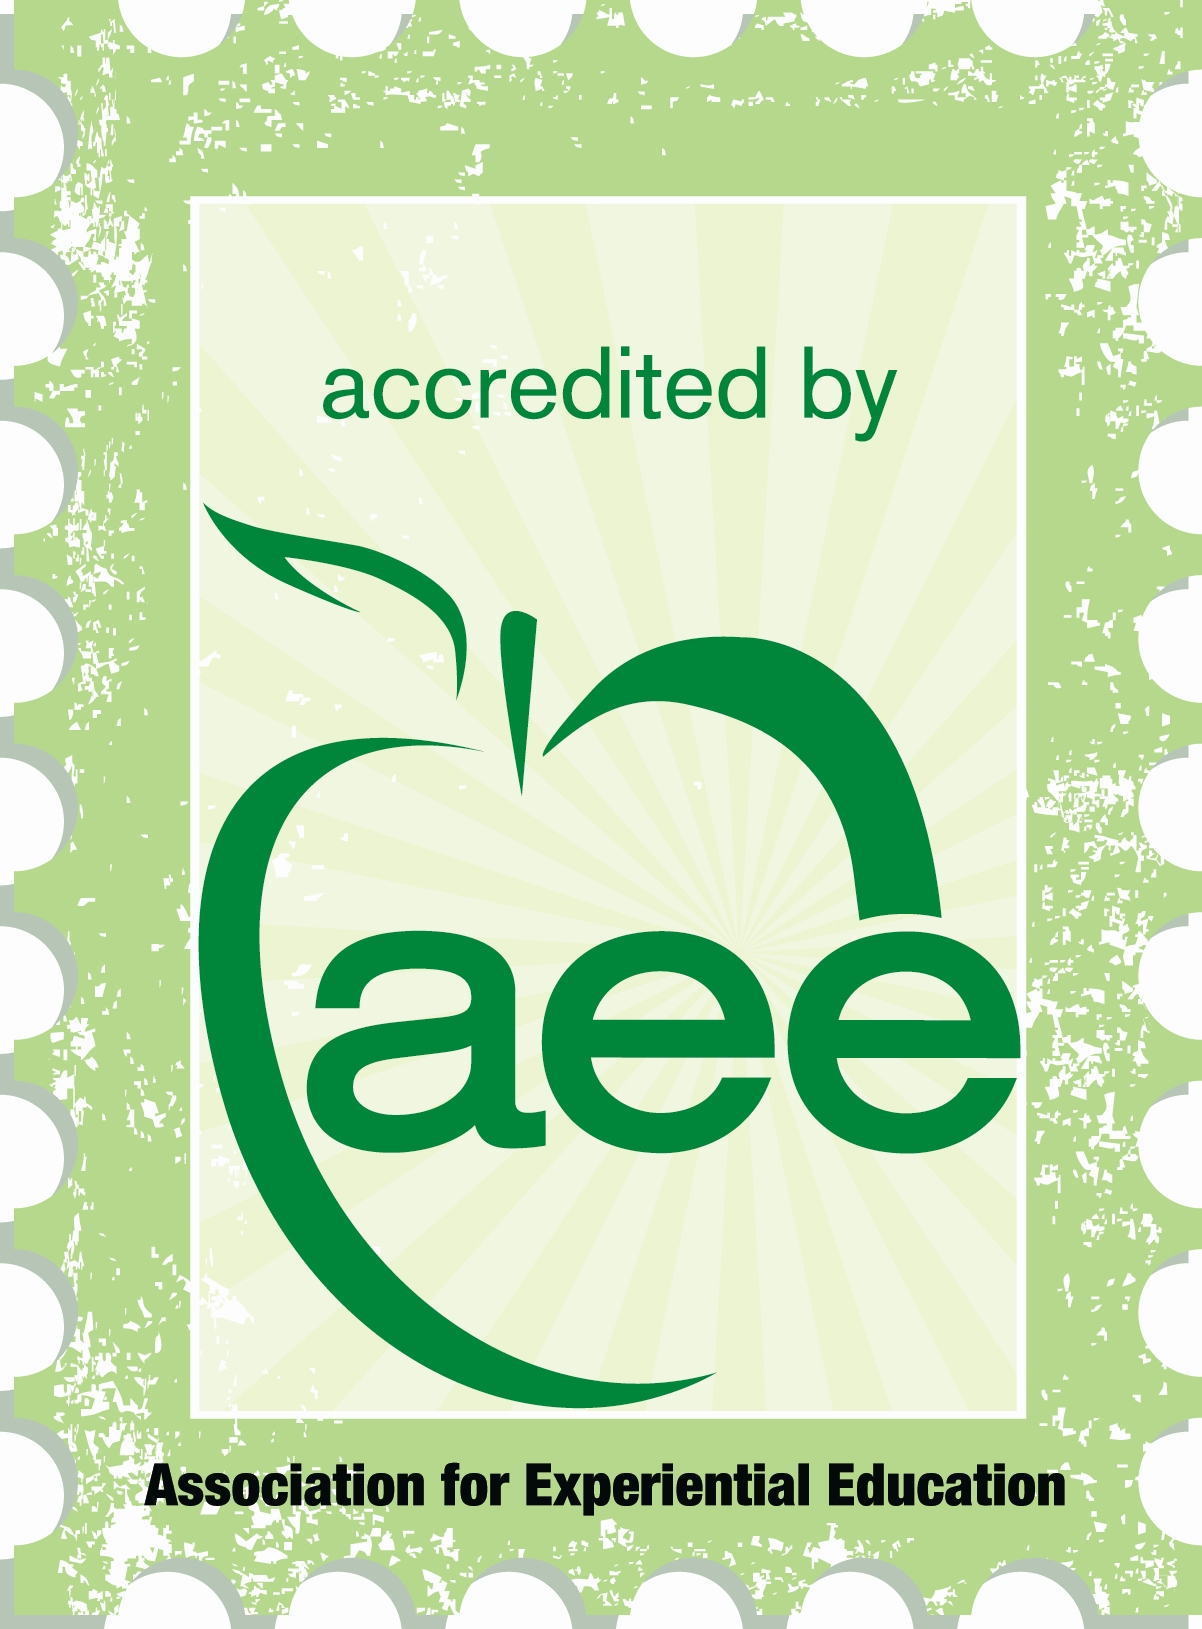 accredited by
aee
Association for Experiential Education